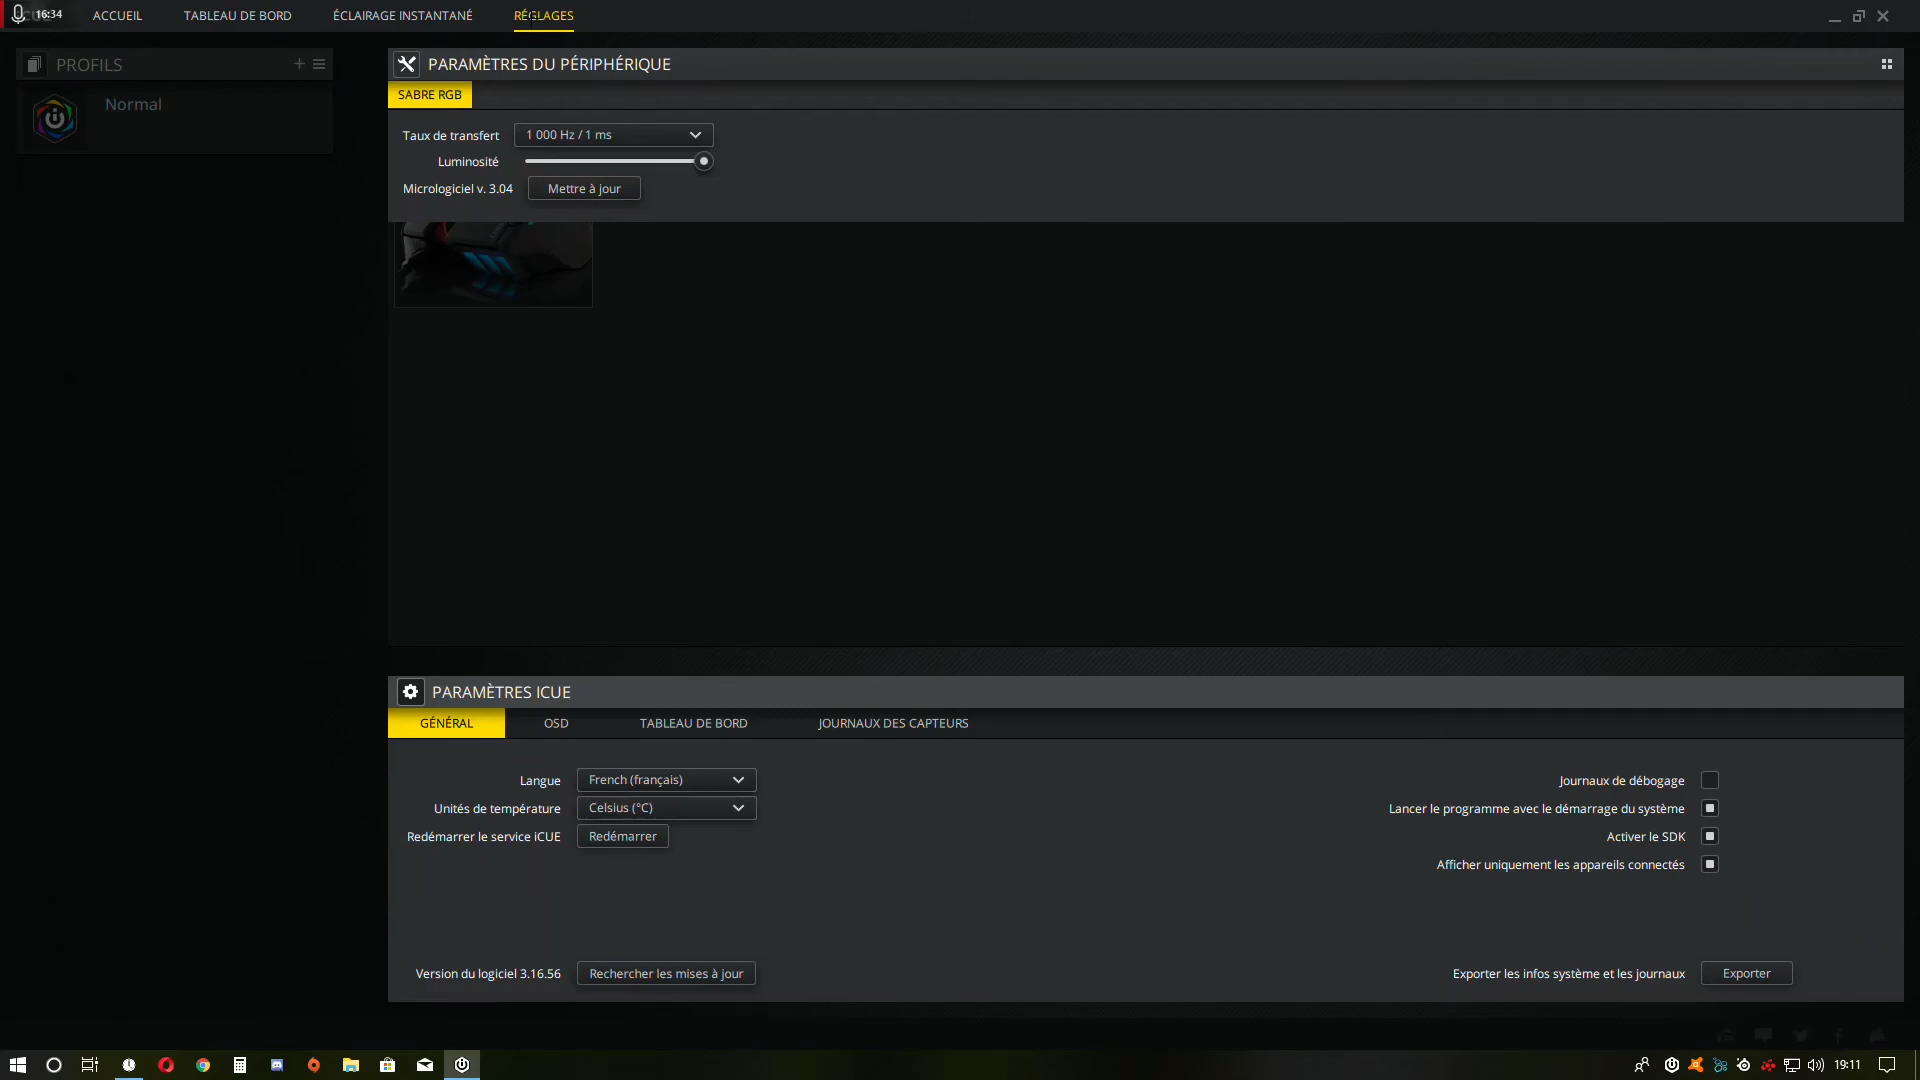 16:34
ACCUEIL
TABLEAU DE BORD
ÉCLAIRAGE INSTANTANÉ
RÉGLAGES
PROFILS
Normal
PARAMÈTRES DU PÉRIPHÉRIQUE
SABRE RGB
Taux de transfert 1 000 Hz / 1 ms
Luminosité
Micrologiciel v. 3.04 Mettre à jour
PARAMÈTRES ICUE
GÉNÉRAL
OSD
TABLEAU DE BORD
JOURNAUX DES CAPTEURS
Langue French (français)
Unités de température Celsius (°C)
Redémarrer le service iCUE Redémarrer
Journaux de débogage
Lancer le programme avec le démarrage du système
Activer le SDK
Afficher uniquement les appareils connectés
Version du logiciel 3.16.56 Rechercher les mises à jour
Exporter les infos système et les journaux Exporter
19:11